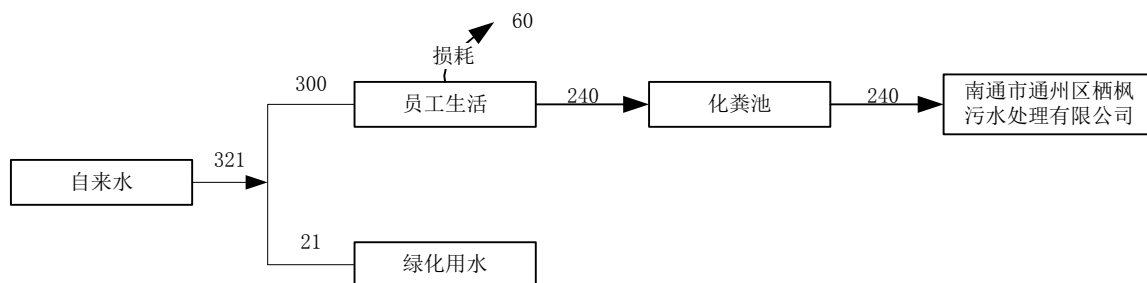 60
损耗
300
员工生活
240
化粪池
240
南通市通州区栖枫
污水处理有限公司
自来水
321
21
绿化用水